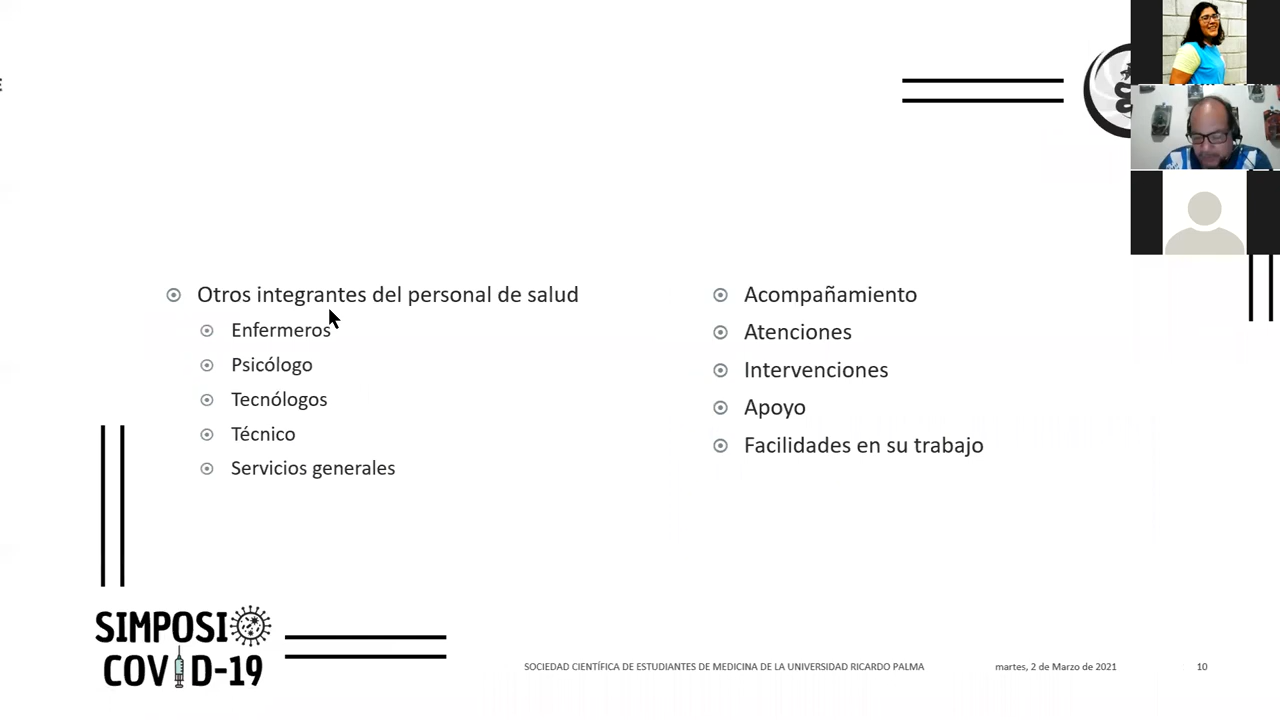 Otros integrantes del personal de salud
Enfermeros
Psicólogo
Tecnólogos
Técnico
Servicios generales
Acompañamiento
Atenciones
Intervenciones
Apoyo
Facilidades en su trabajo
SIMPOSIO
COVID-19
SOCIEDAD CIENTÍFICA DE ESTUDIANTES DE MEDICINA DE LA UNIVERSIDAD RICARDO PALMA
martes, 2 de Marzo de 2021
10